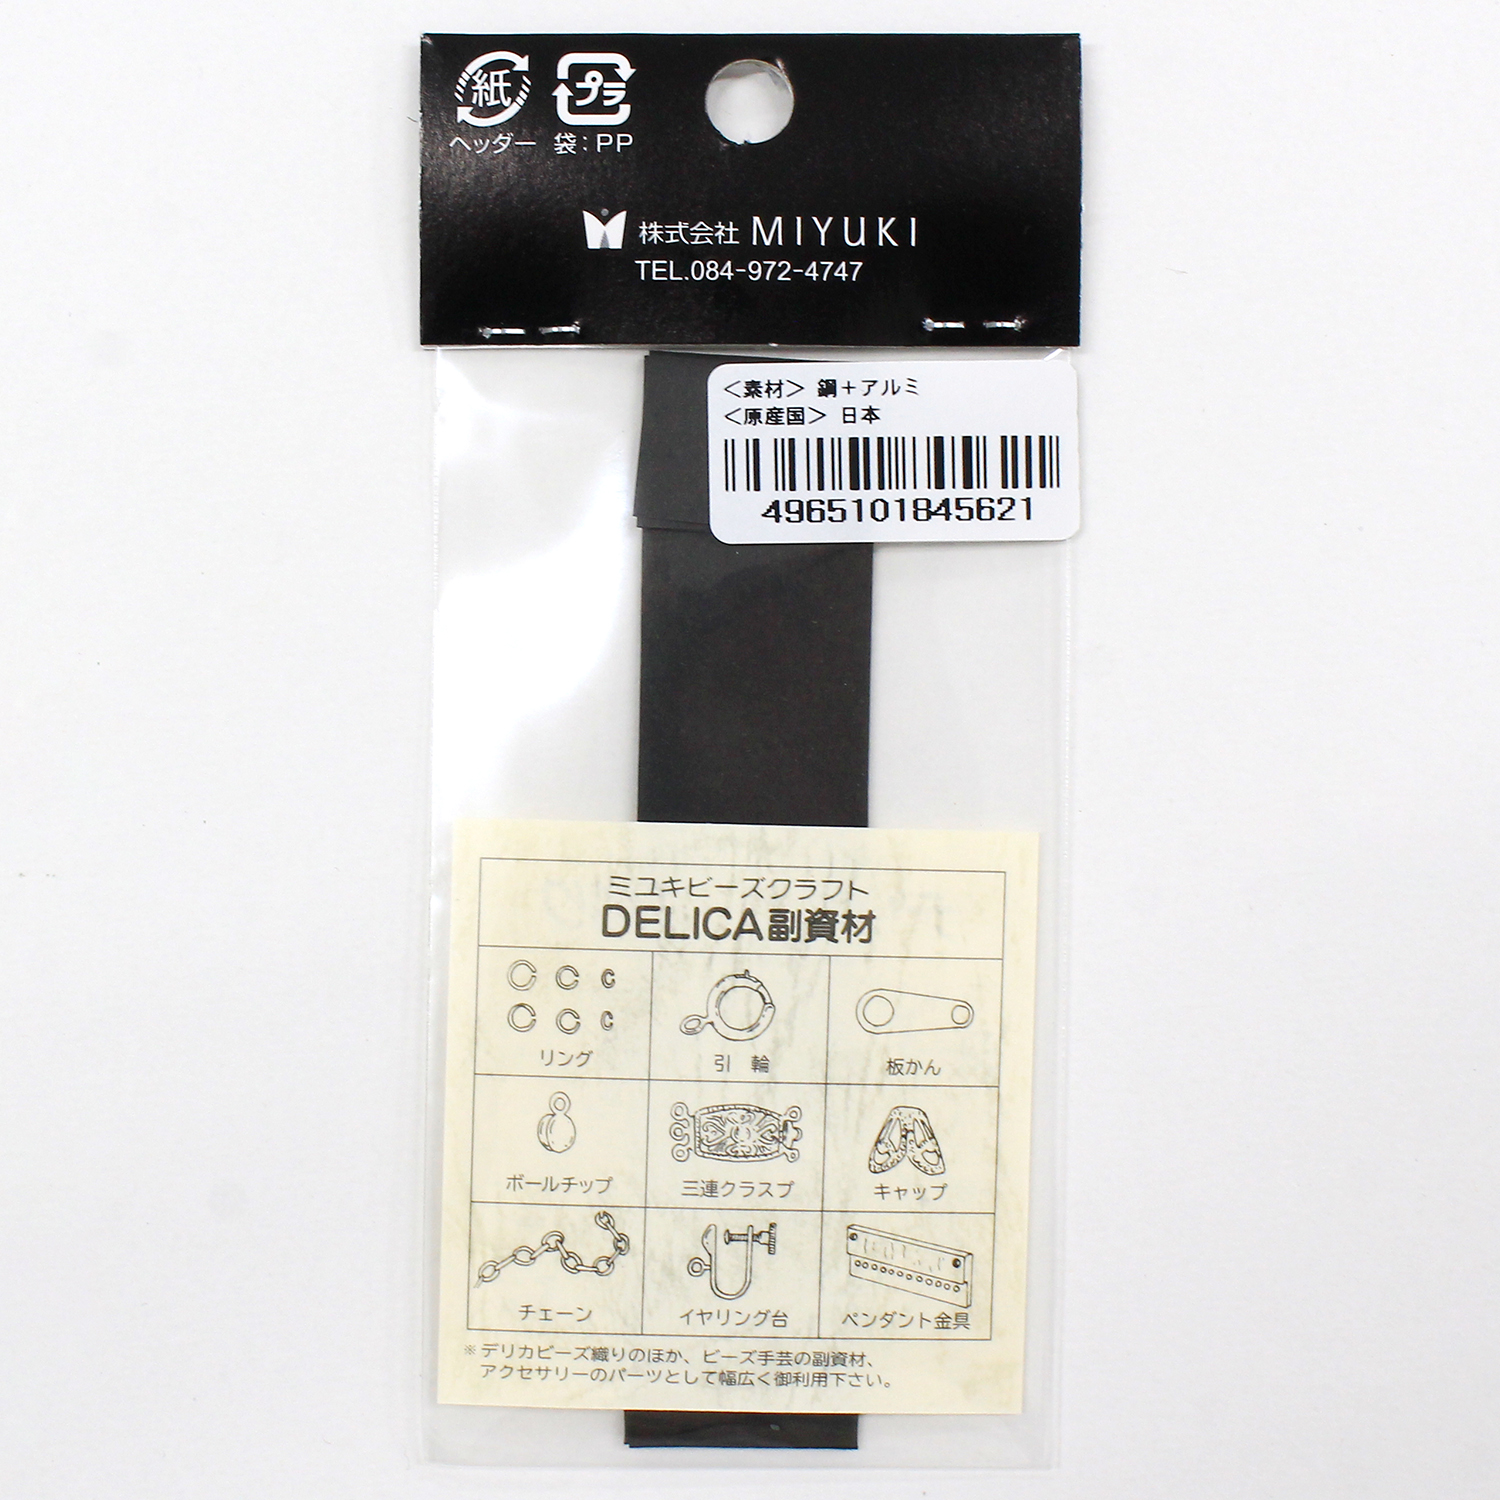 紙 プラ
ヘッダー 袋：PP
株式会社 MIYUKI
TEL.084-972-4747
＜素材＞ 鋼＋アルミ
＜原産国＞ 日本
4965101845621
ミユキビーズクラフト
DELICA副資材
リング 引輪 板かん
ボールチップ 三連クラスプ キャップ
チェーン イヤリング台 ペンダント金具
※デリカビーズ織りのほか、ビーズ手芸の副資材、
アクセサリーのパーツとして幅広く御利用下さい。